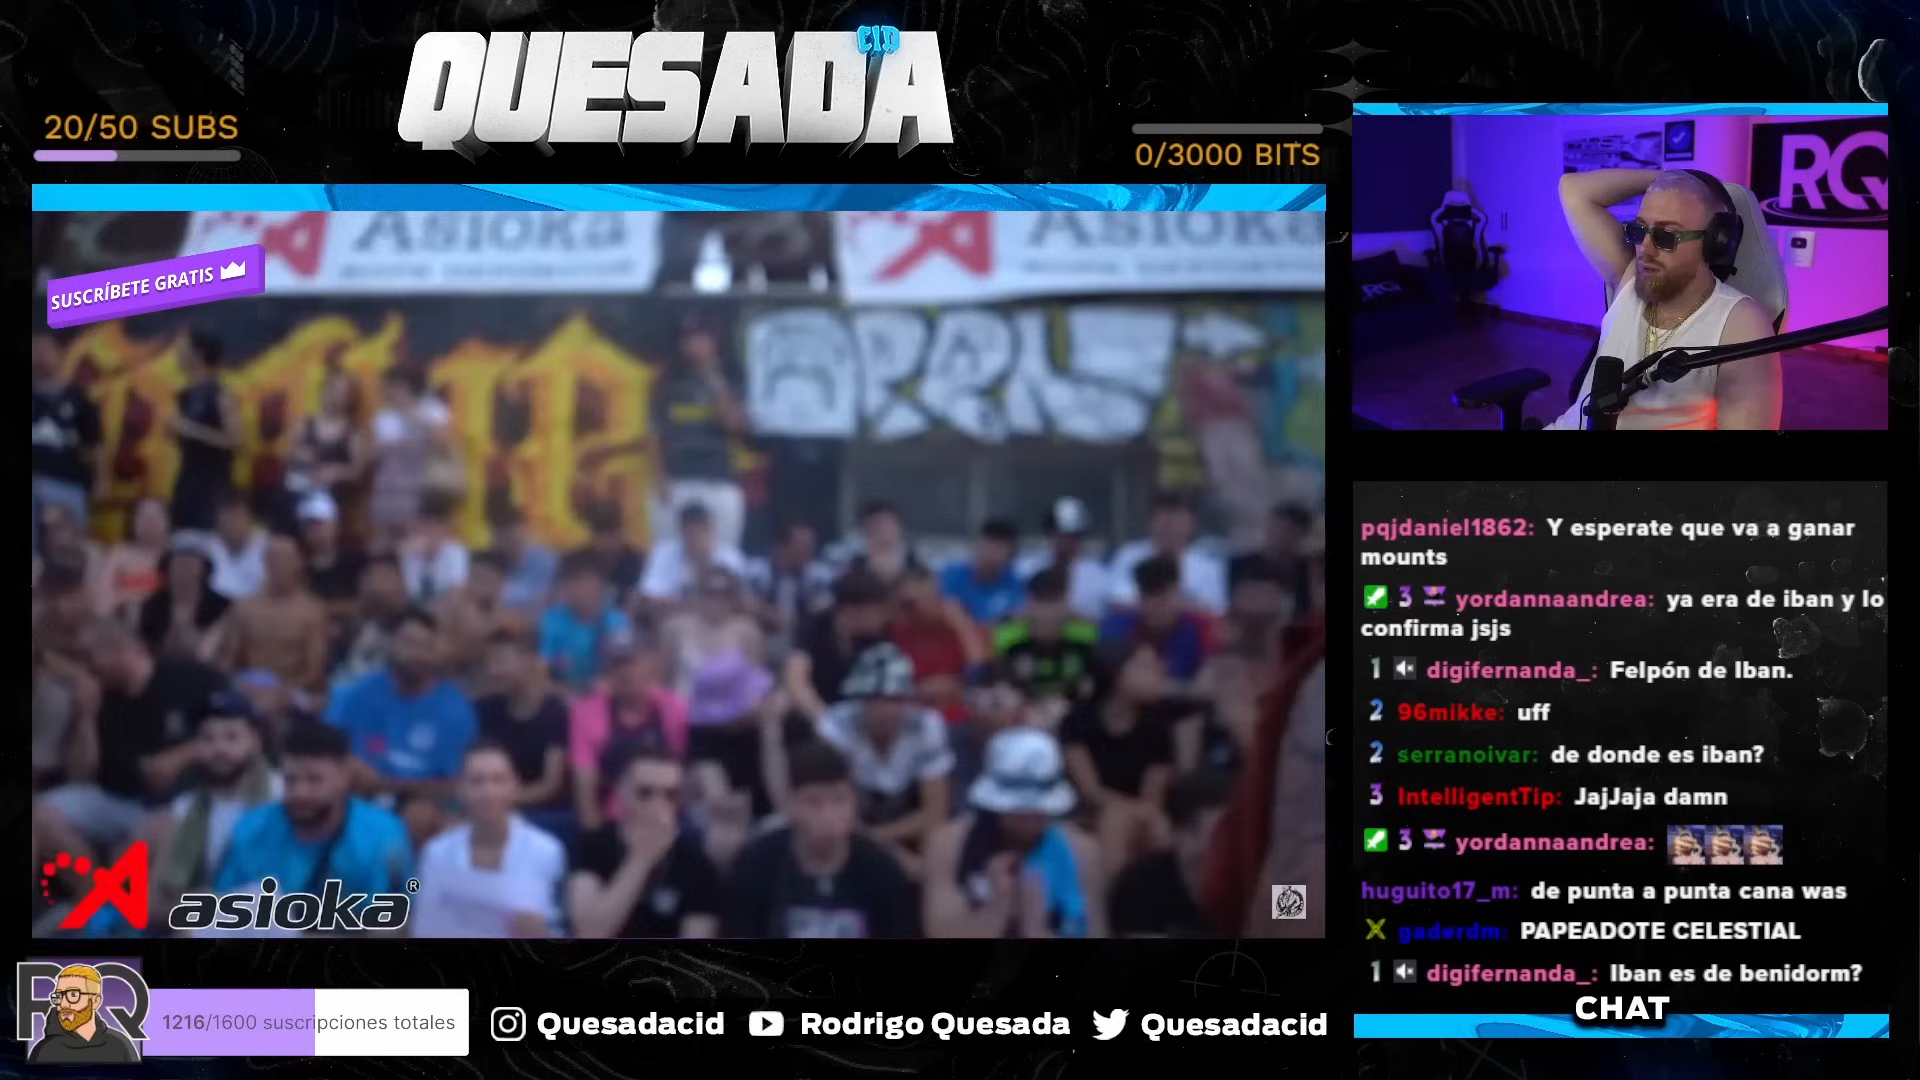 QUESADA
CID
20/50 SUBS
0/3000 BITS
Asioka
Asioka
SUSCRÍBETE GRATIS
RQ
asioka®
pqjdaniel1862: Y esperate que va a ganar
mounts
3 yordannaandrea: ya era de iban y lo
confirma jsjs
1 digifernanda_: Felpón de Iban.
2 96mikke: uff
2 serranoivar: de donde es iban?
3 IntelligentTip: JajJaja damn
3 yordannaandrea:
huguito17_m: de punta a punta cana was
gaderdm: PAPEADOTE CELESTIAL
1 digifernanda_: Iban es de benidorm?
CHAT
RQ
1216/1600 suscripciones totales
Quesadacid
Rodrigo Quesada
Quesadacid